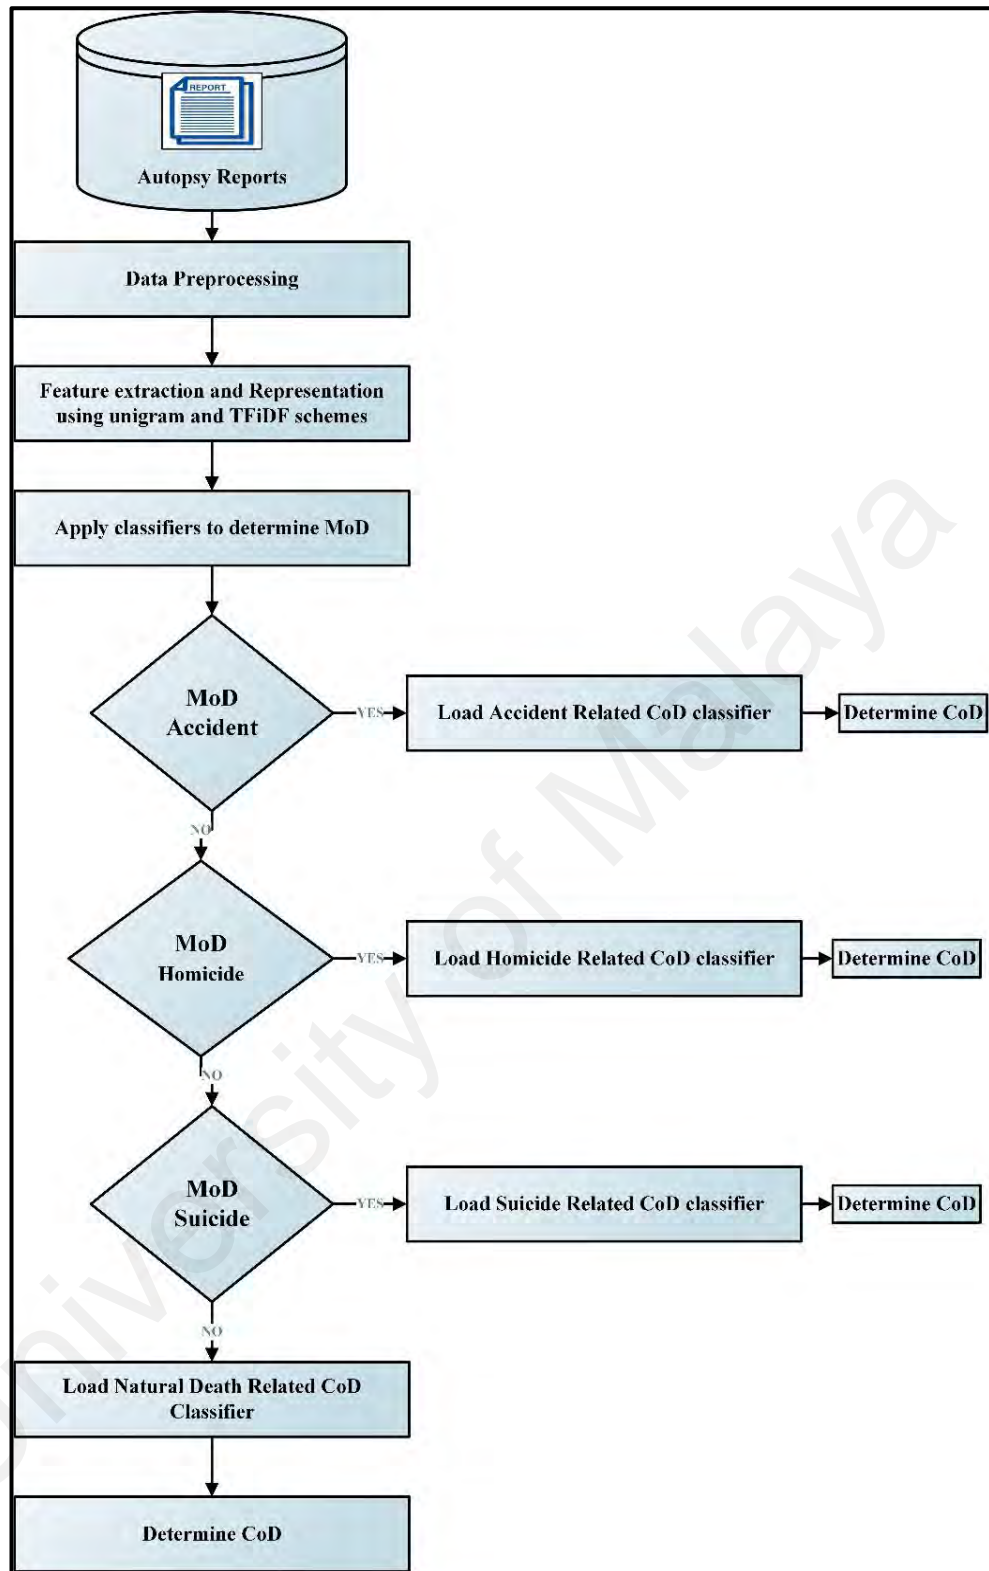 REPORT
Autopsy Reports
Data Preprocessing
Feature extraction and Representation
using unigram and TFiDF schemes
Apply classifiers to determine MoD
MoD
Accident
YES
Load Accident Related CoD classifier
Determine CoD
NO
MoD
Homicide
YES
Load Homicide Related CoD classifier
Determine CoD
NO
MoD
Suicide
YES
Load Suicide Related CoD classifier
Determine CoD
NO
Load Natural Death Related CoD
Classifier
Determine CoD
University of Malaya